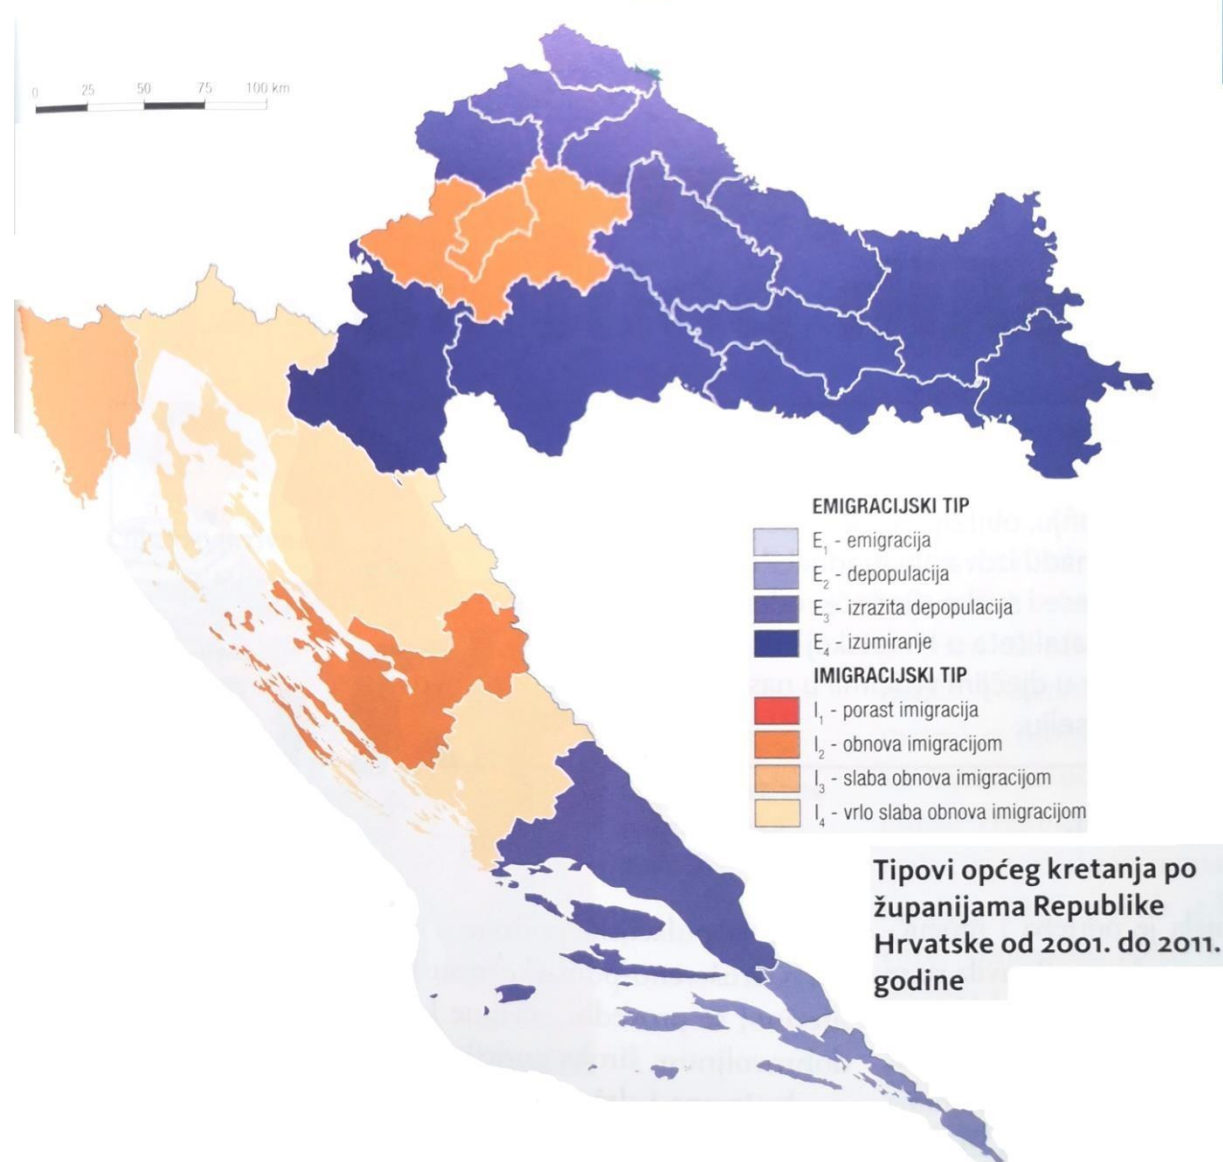 0 25 50 75 100 km
EMIGRACIJSKI TIP
E₁ - emigracija
E₂ - depopulacija
E₃ - izrazita depopulacija
E₄ - izumiranje
IMIGRACIJSKI TIP
I₁ - porast imigracija
I₂ - obnova imigracijom
I₃ - slaba obnova imigracijom
I₄ - vrlo slaba obnova imigracijom
Tipovi općeg kretanja po
županijama Republike
Hrvatske od 2001. do 2011.
godine